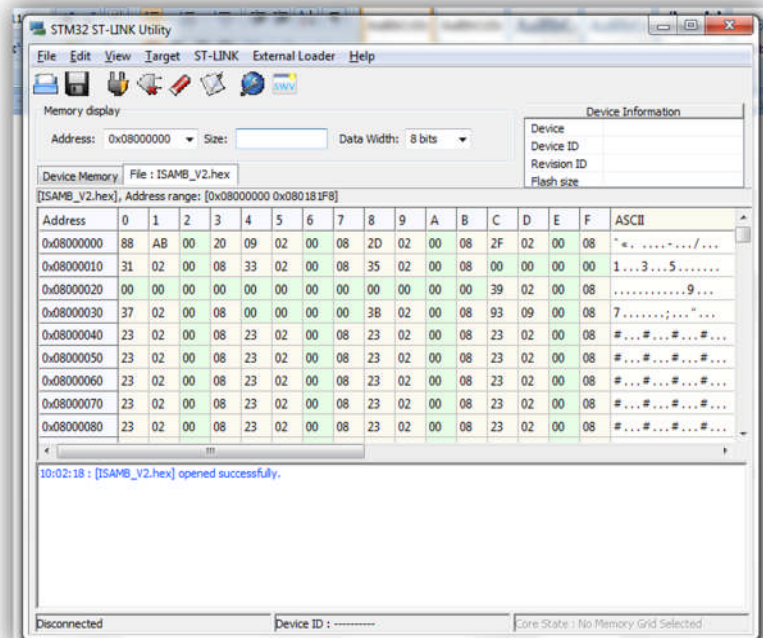 STM32 ST-LINK Utility
File Edit View Target ST-LINK External Loader Help
SWV
Memory display
Device Information
Address: 0x08000000 Size: Data Width: 8 bits
Device
Device ID
Revision ID
Flash size
Device Memory File : ISAMB_V2.hex
[ISAMB_V2.hex], Address range: [0x08000000 0x080181F8]
Address 0 1 2 3 4 5 6 7 8 9 A B C D E F ASCII
0x08000000 88 AB 00 20 09 02 00 08 2D 02 00 08 2F 02 00 08 ˆ«. ....-.../...
0x08000010 31 02 00 08 33 02 00 08 35 02 00 08 00 00 00 00 1...3...5.......
0x08000020 00 00 00 00 00 00 00 00 00 00 00 00 39 02 00 08 ............9...
0x08000030 37 02 00 08 00 00 00 00 3B 02 00 08 93 09 00 08 7.......;...“...
0x08000040 23 02 00 08 23 02 00 08 23 02 00 08 23 02 00 08 #...#...#...#...
0x08000050 23 02 00 08 23 02 00 08 23 02 00 08 23 02 00 08 #...#...#...#...
0x08000060 23 02 00 08 23 02 00 08 23 02 00 08 23 02 00 08 #...#...#...#...
0x08000070 23 02 00 08 23 02 00 08 23 02 00 08 23 02 00 08 #...#...#...#...
0x08000080 23 02 00 08 23 02 00 08 23 02 00 08 23 02 00 08 #...#...#...#...
10:02:18 : [ISAMB_V2.hex] opened successfully.
Disconnected Device ID : ---------- Core State : No Memory Grid Selected